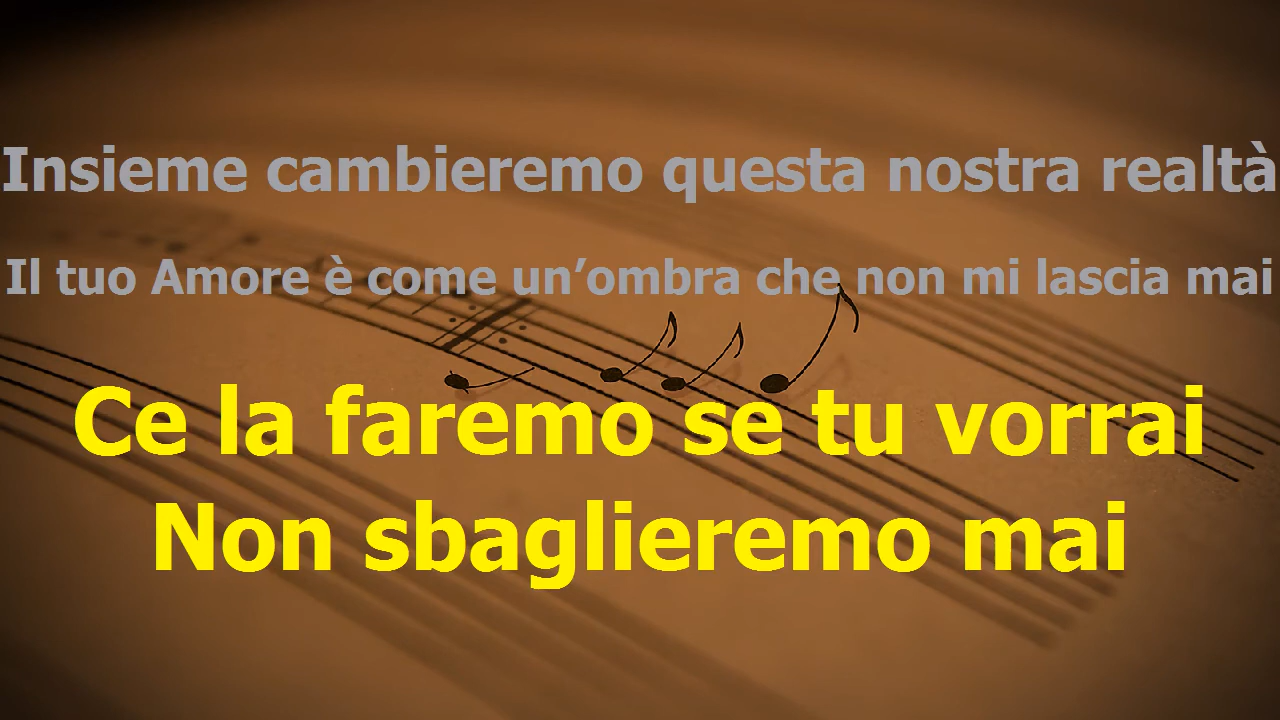 Insieme cambieremo questa nostra realtà
Il tuo Amore è come un’ombra che non mi lascia mai
Ce la faremo se tu vorrai
Non sbaglieremo mai